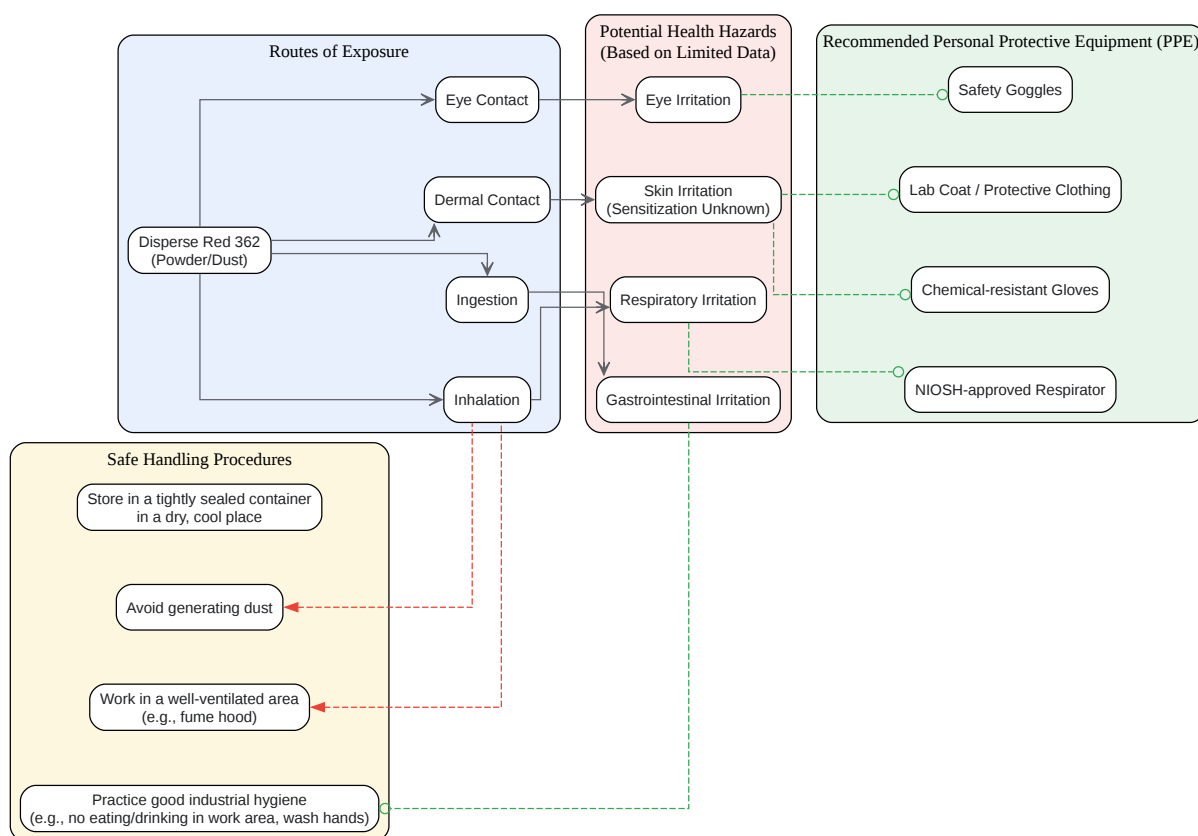 Routes of Exposure
Disperse Red 362
(Powder/Dust)
Eye Contact
Dermal Contact
Ingestion
Inhalation
Potential Health Hazards
(Based on Limited Data)
Eye Irritation
Skin Irritation
(Sensitization Unknown)
Respiratory Irritation
Gastrointestinal Irritation
Recommended Personal Protective Equipment (PPE)
Safety Goggles
Lab Coat / Protective Clothing
Chemical-resistant Gloves
NIOSH-approved Respirator
Safe Handling Procedures
Store in a tightly sealed container
in a dry, cool place
Avoid generating dust
Work in a well-ventilated area
(e.g., fume hood)
Practice good industrial hygiene
(e.g., no eating/drinking in work area, wash hands)